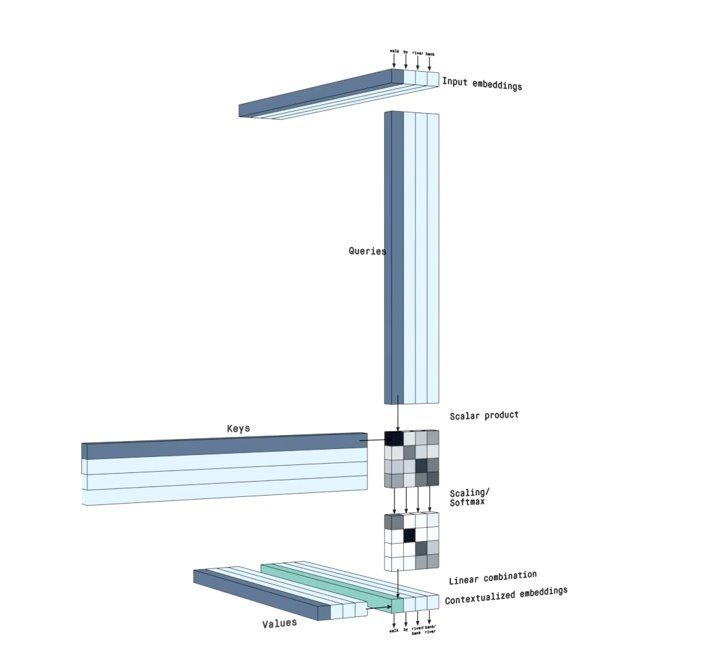 walk by river bank
Input embeddings
Queries
Scalar product
Keys
Scaling/
Softmax
Linear combination
Contextualized embeddings
Values
walk by river/ bank/
river